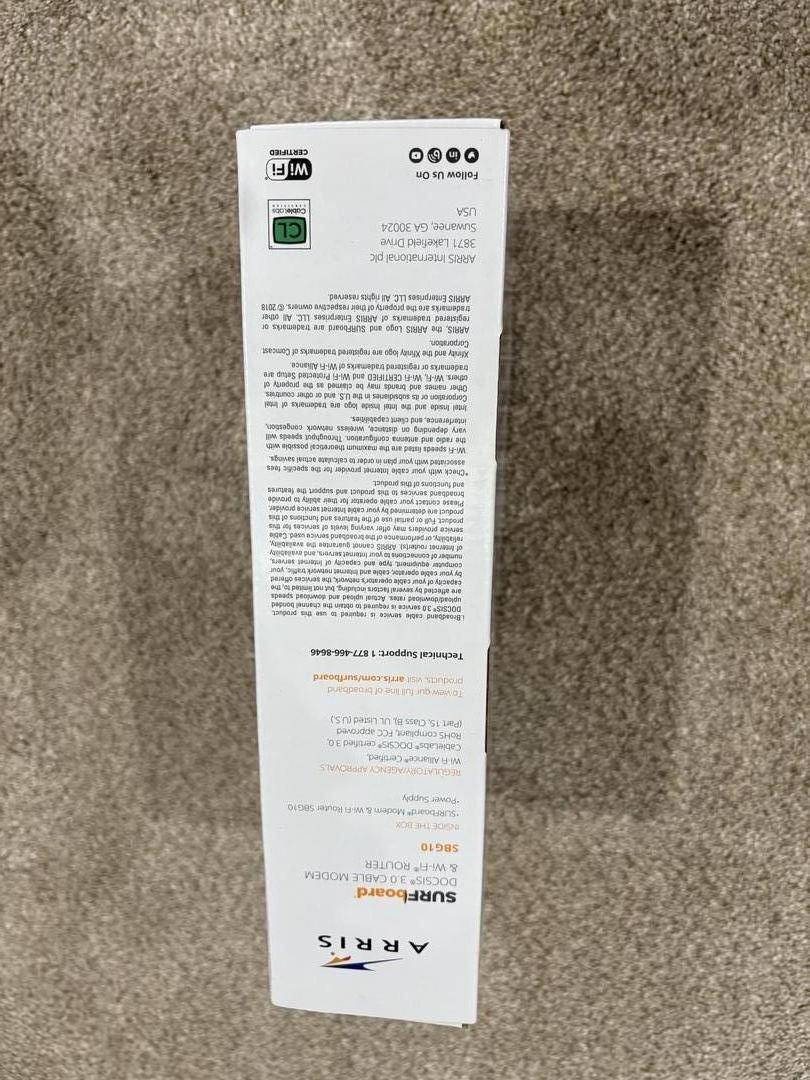 ARRIS
SURFboard®
DOCSIS® 3.0 CABLE MODEM
& Wi-Fi® ROUTER
SBG10
INSIDE THE BOX
•SURFboard® Modem & Wi-Fi Router SBG10
•Power Supply
REGULATORY/AGENCY APPROVALS
Wi-Fi Alliance® Certified,
CableLabs® DOCSIS® certified 3.0,
RoHS compliant, FCC approved
(Part 15, Class B), UL Listed (U.S.)
To view our full line of broadband
products, visit arris.com/surfboard
Technical Support: 1 877-466-8646
Broadband cable service is required to use this product.
DOCSIS® 3.0 service is required to obtain the channel bonded
upload/download rates. Actual upload and download speeds
are affected by several factors including, but not limited to, the
capacity of your cable operator's network, the services offered
by your cable operator, cable and Internet network traffic, your
computer equipment, type and capacity of Internet servers,
number of connections to your Internet servers, and availability
of Internet router(s). ARRIS cannot guarantee the availability,
reliability, or performance of the broadband service used. Cable
service providers may offer varying levels of services for this
product. Full or partial use of the features and functions of this
product are determined by your cable Internet service provider.
Please contact your cable operator for their ability to provide
broadband services to this product and support the features
and functions of this product.
*Check with your cable Internet provider for the specific fees
associated with your plan in order to calculate actual savings.
Wi-Fi speeds listed are the maximum theoretical possible with
the radio and antenna configuration. Throughput speeds will
vary depending on distance, wireless network congestion,
interference, and client capabilities.
Intel Inside and the Intel Inside logo are trademarks of Intel
Corporation or its subsidiaries in the U.S. and or other countries.
Other names and brands may be claimed as the property of
others. Wi-Fi, Wi-Fi CERTIFIED and Wi-Fi Protected Setup are
trademarks or registered trademarks of Wi-Fi Alliance.
Xfinity and the Xfinity logo are registered trademarks of Comcast
Corporation.
ARRIS, the ARRIS Logo and SURFboard are trademarks or
registered trademarks of ARRIS Enterprises LLC. All other
trademarks are the property of their respective owners. © 2018
ARRIS Enterprises LLC. All rights reserved.
ARRIS International plc
3871 Lakefield Drive
Suwanee, GA 30024
USA
CL
CableLabs
CERTIFIED
Follow Us On
in
Wi Fi
CERTIFIED